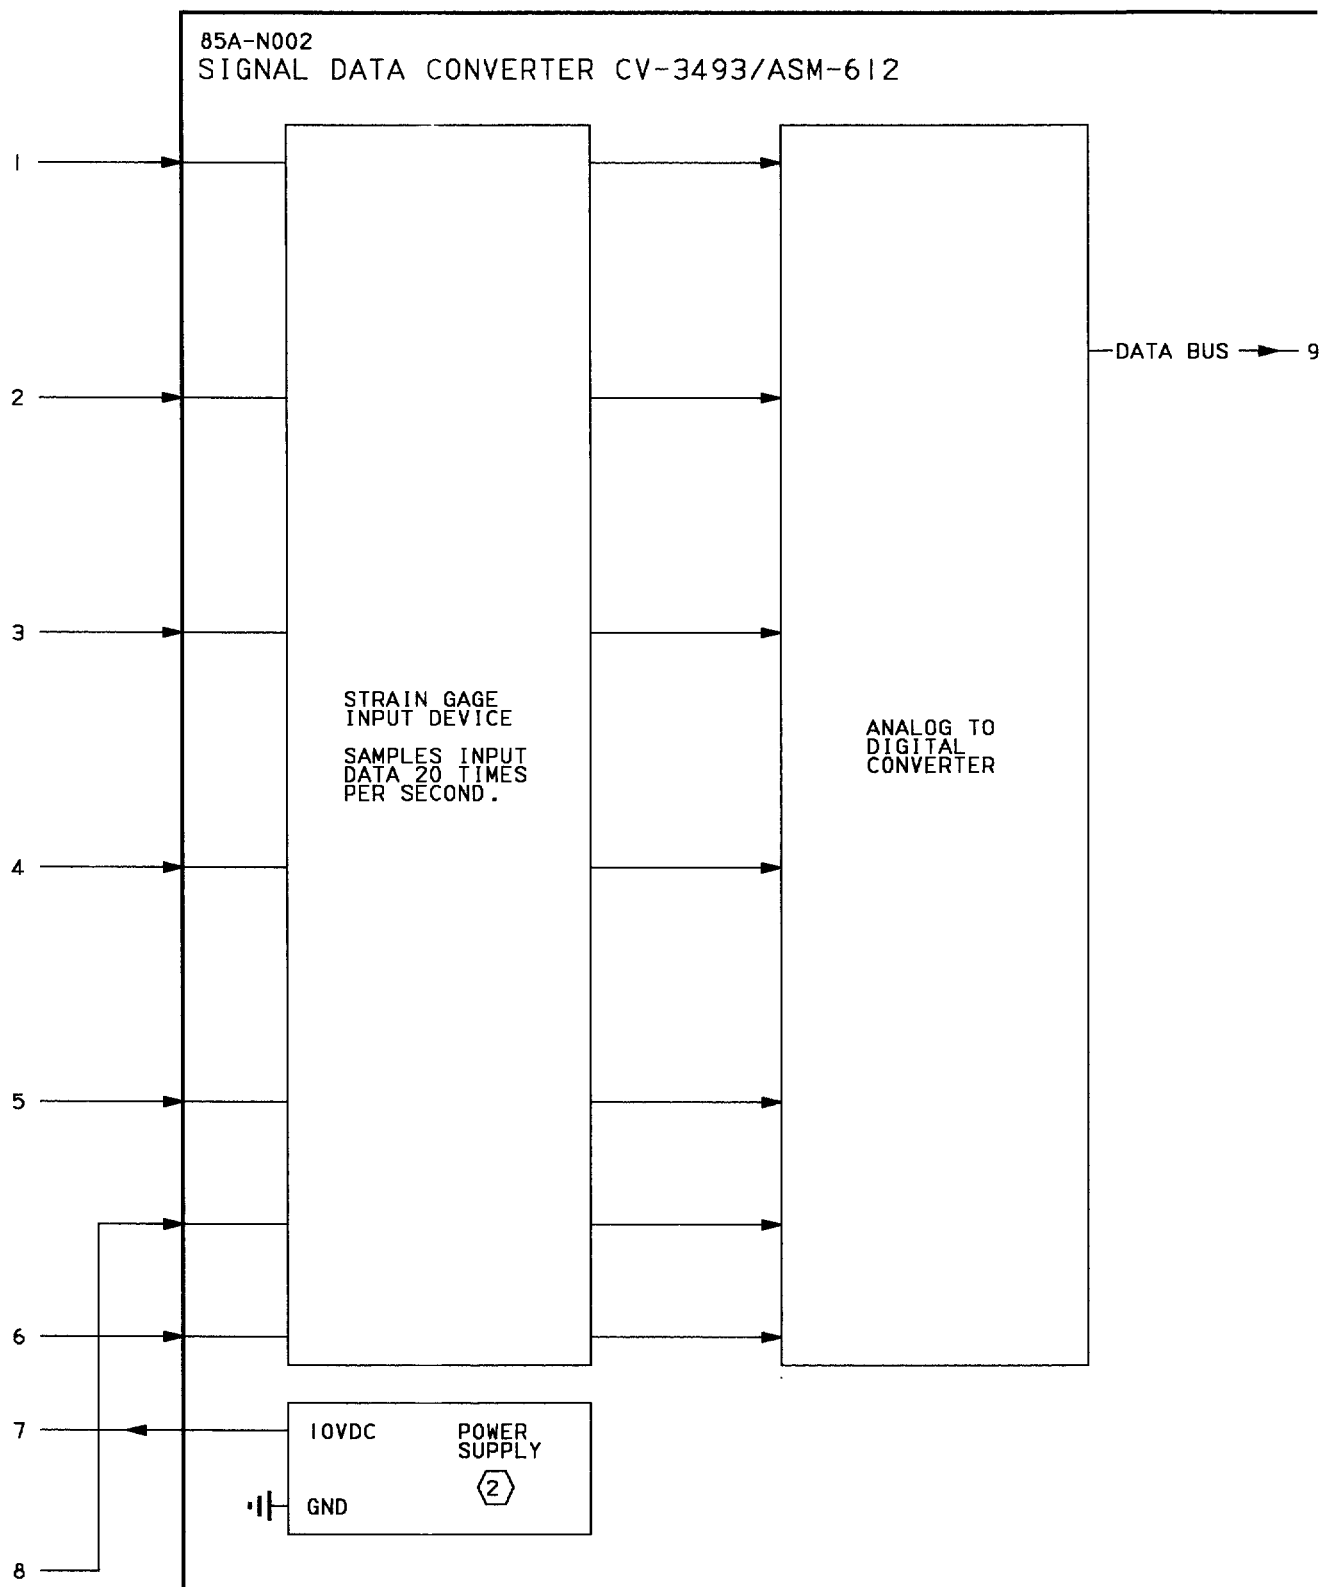 85A-N002
SIGNAL DATA CONVERTER CV-3493/ASM-612
1
DATA BUS
9
2
3
STRAIN GAGE
INPUT DEVICE
SAMPLES INPUT
DATA 20 TIMES
PER SECOND.
ANALOG TO
DIGITAL
CONVERTER
4
5
6
7
10VDC
POWER
SUPPLY
2
GND
8